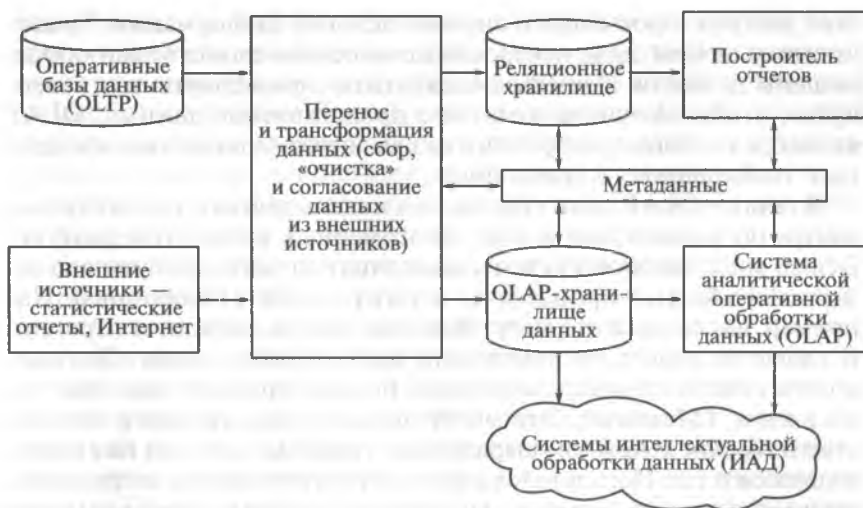 Оперативные
базы данных
(OLTP)
Перенос
и трансформация
данных (сбор,
«очистка»
и согласование
данных
из внешних
источников)
Реляционное
хранилище
Построитель
отчетов
Метаданные
Внешние
источники —
статистические
отчеты, Интернет
OLAP-храни-
лище
данных
Система
аналитической
оперативной
обработки
данных (OLAP)
Системы интеллектуальной
обработки данных (ИАД)